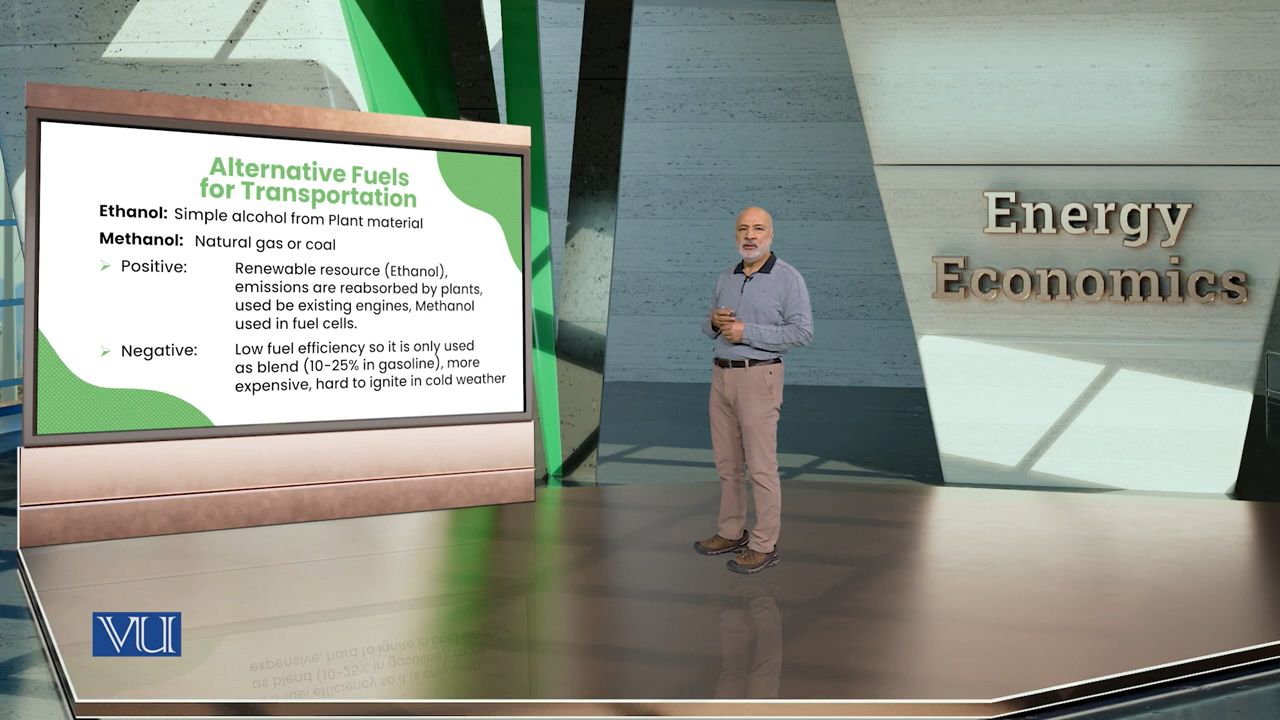 Alternative Fuels
for Transportation
Ethanol: Simple alcohol from Plant material
Methanol: Natural gas or coal
Positive: Renewable resource (Ethanol),
emissions are reabsorbed by plants,
used be existing engines, Methanol
used in fuel cells.
Negative: Low fuel efficiency so it is only used
as blend (10-25% in gasoline), more
expensive, hard to ignite in cold weather
Energy
Economics
VU